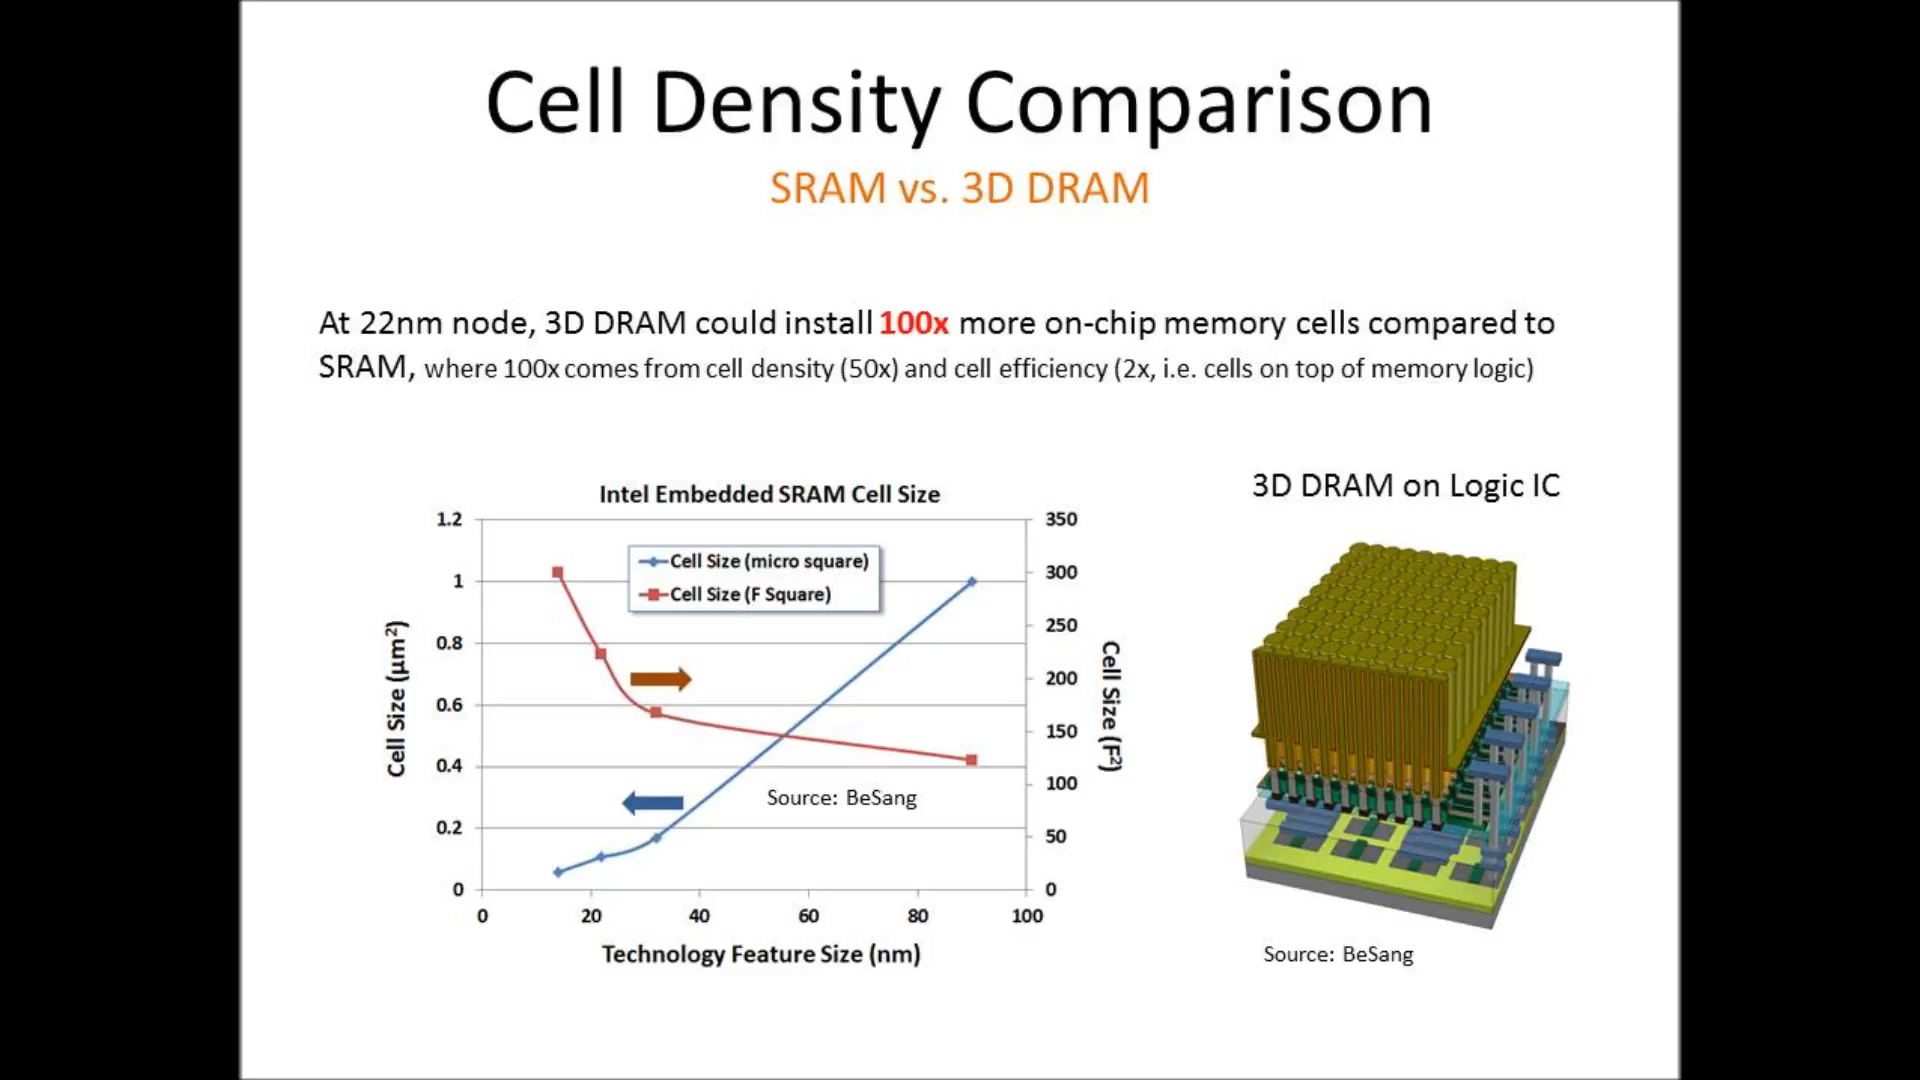 Cell Density Comparison
SRAM vs. 3D DRAM
At 22nm node, 3D DRAM could install 100x more on-chip memory cells compared to
SRAM, where 100x comes from cell density (50x) and cell efficiency (2x, i.e. cells on top of memory logic)
Intel Embedded SRAM Cell Size
1.2
1
0.8
0.6
0.4
0.2
0
Cell Size (µm²)
Cell Size (micro square)
Cell Size (F Square)
Source: BeSang
350
300
250
200
150
100
50
0
Cell Size (F²)
0 20 40 60 80 100
Technology Feature Size (nm)
3D DRAM on Logic IC
Source: BeSang